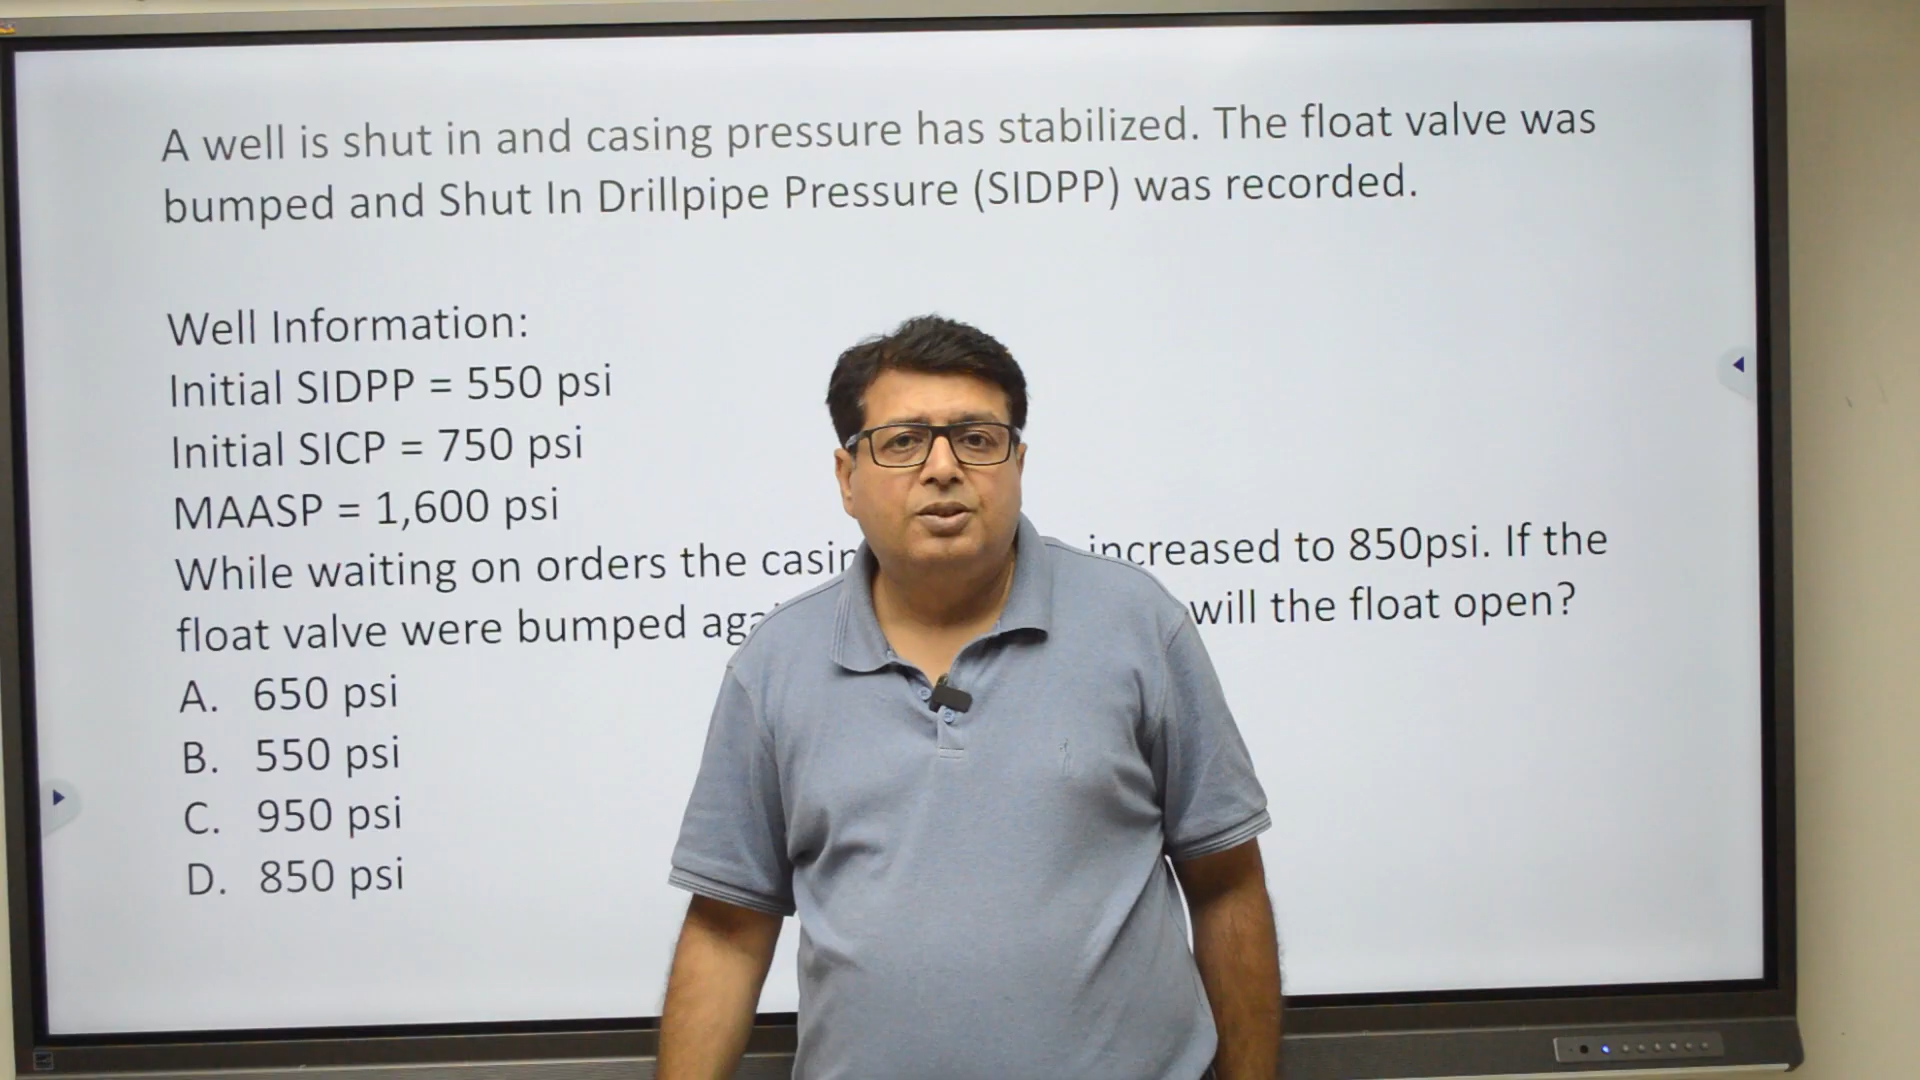 A well is shut in and casing pressure has stabilized. The float valve was
bumped and Shut In Drillpipe Pressure (SIDPP) was recorded.
Well Information:
Initial SIDPP = 550 psi
Initial SICP = 750 psi
MAASP = 1,600 psi
While waiting on orders the increased to 850psi. If the
float valve were bumped will the float open?
A. 650 psi
B. 550 psi
C. 950 psi
D. 850 psi